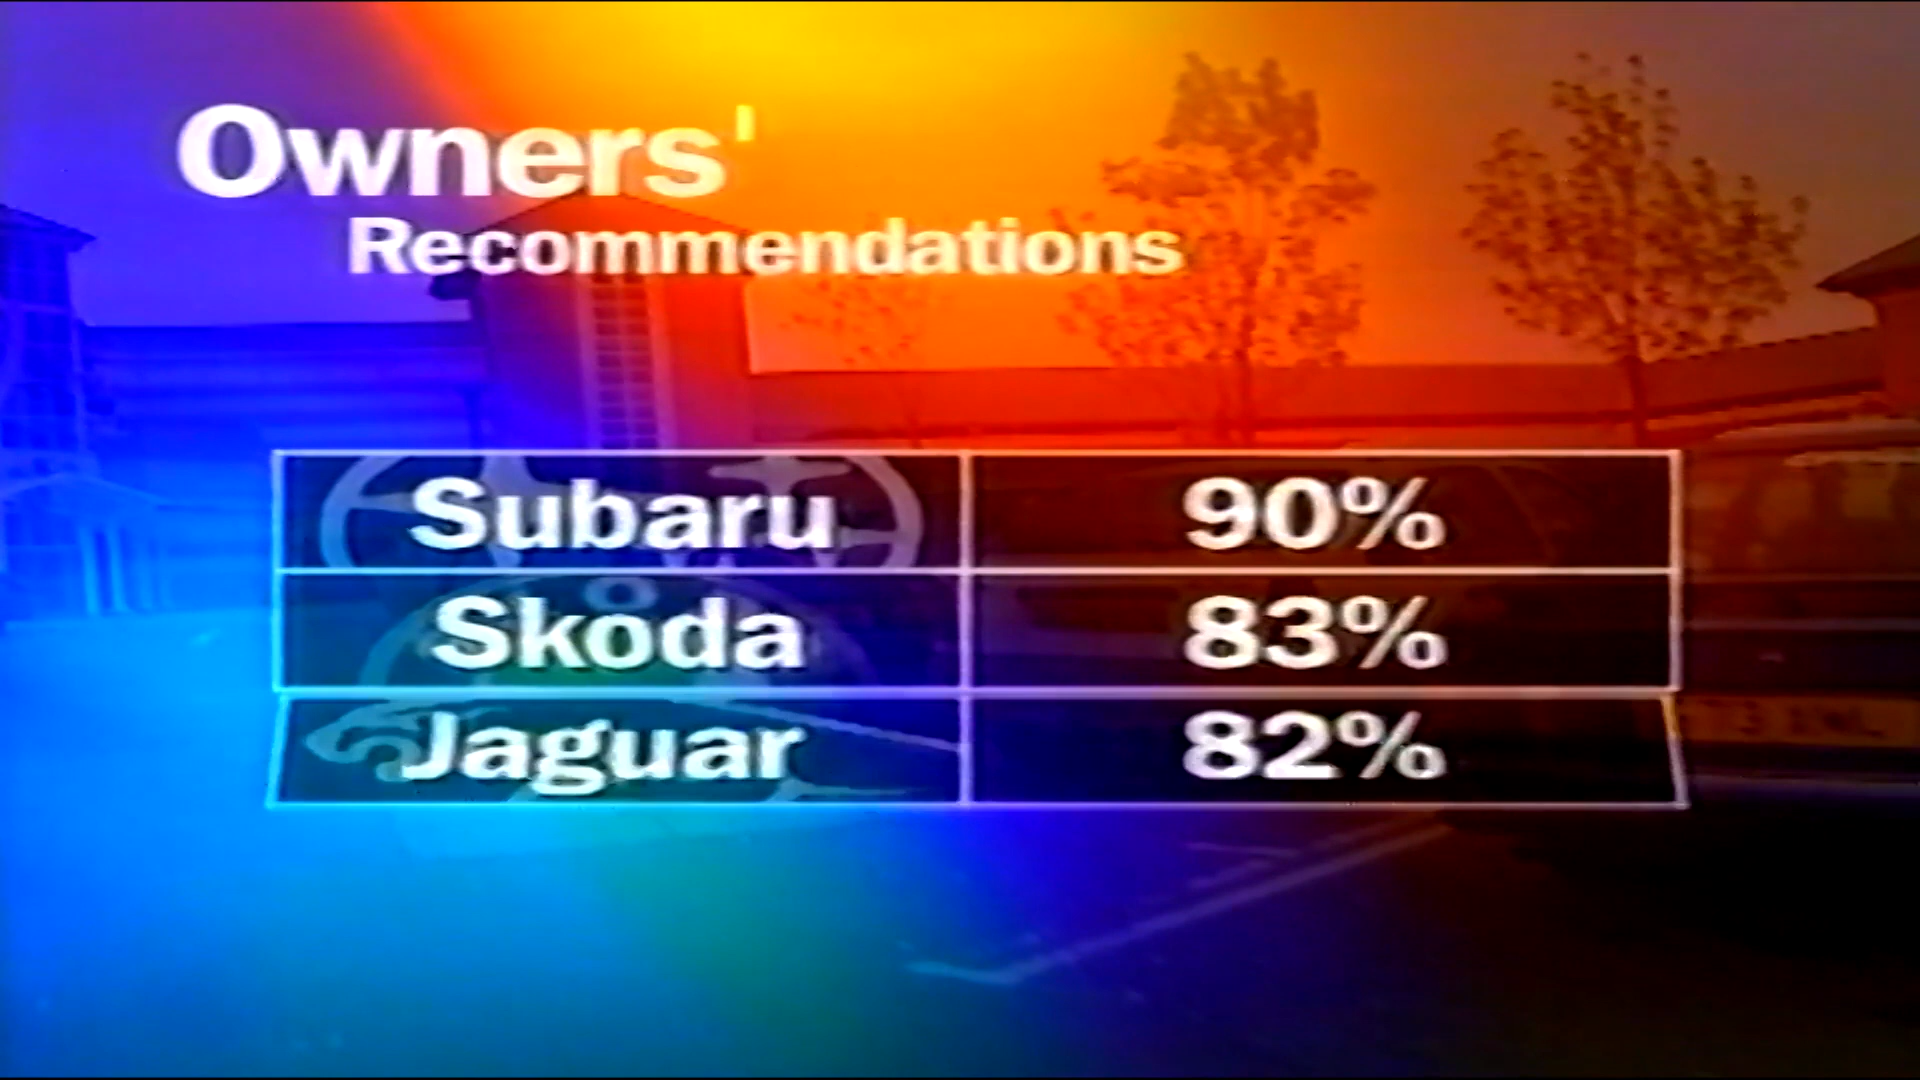 Owners'
Recommendations
Subaru 90%
Skoda 83%
Jaguar 82%